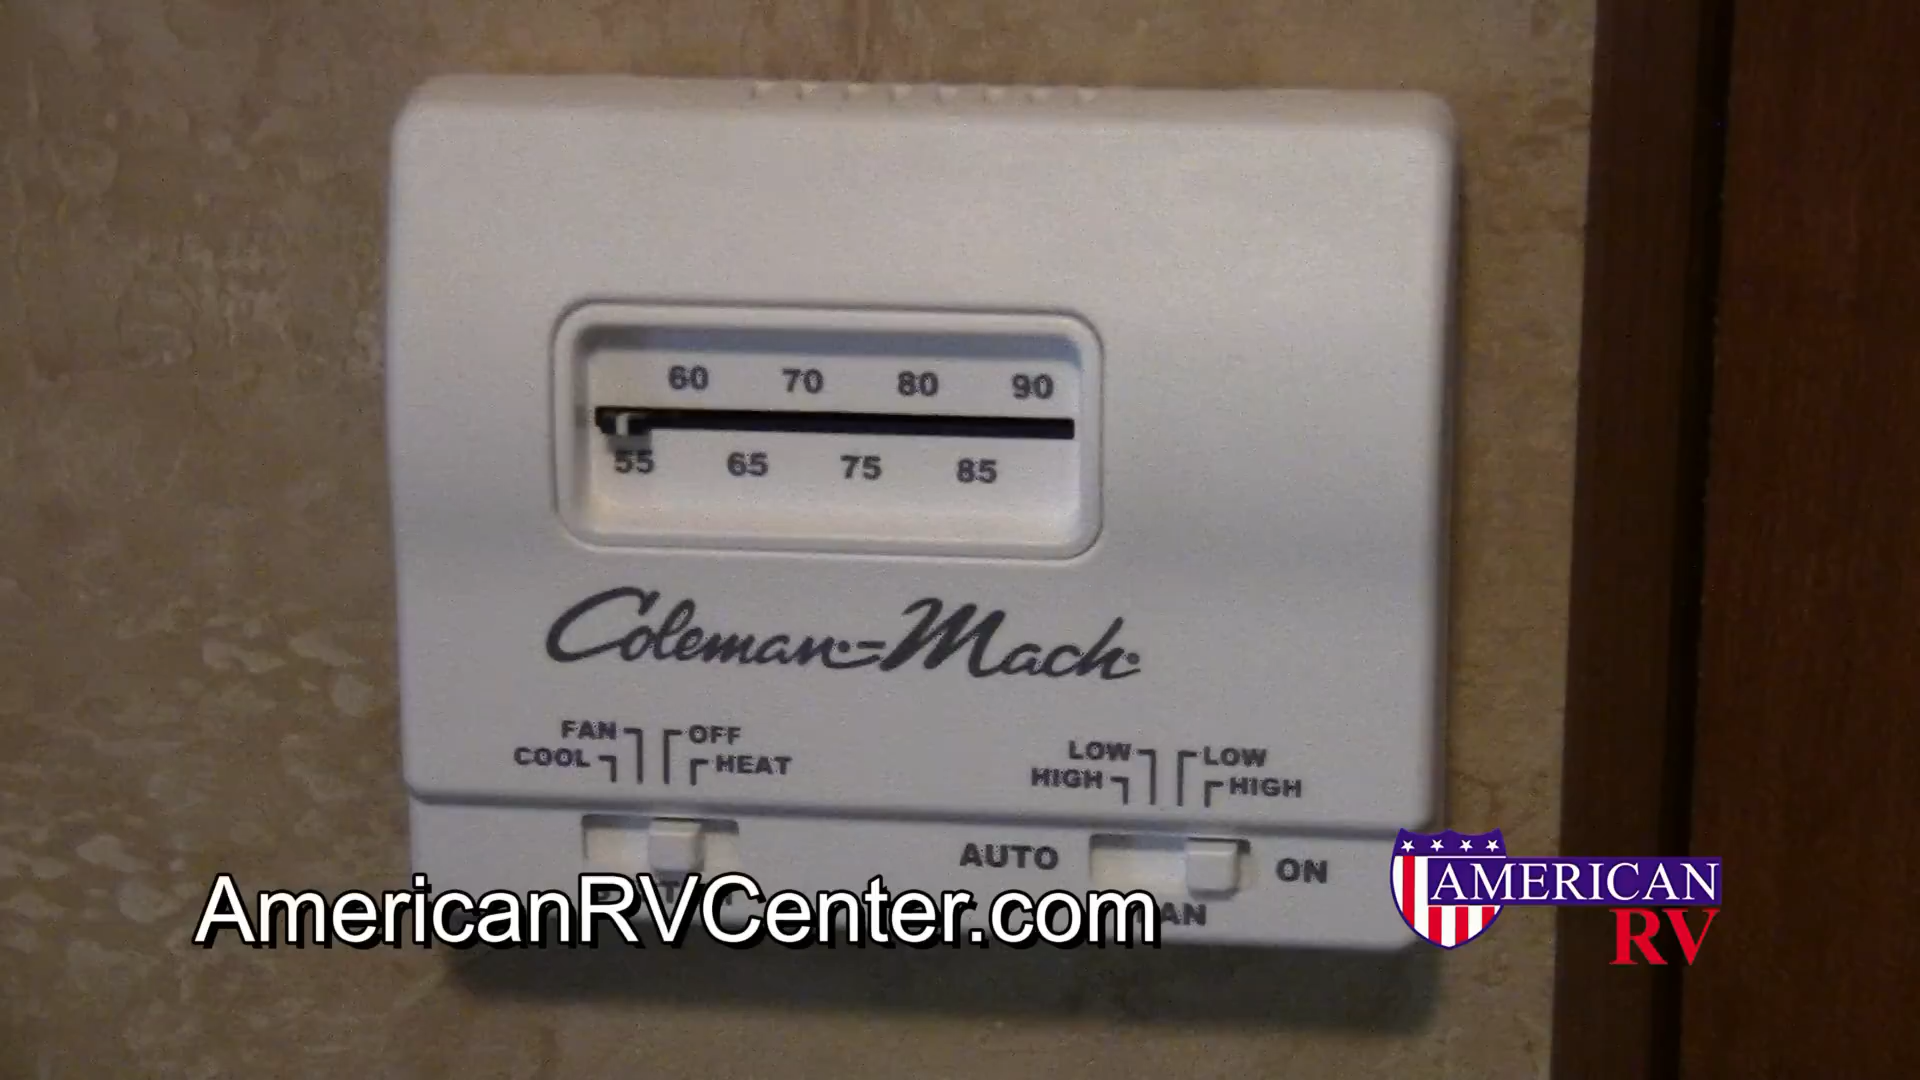 60 70 80 90
55 65 75 85
Coleman-Mach
FAN OFF
COOL HEAT
LOW LOW
HIGH HIGH
AUTO ON
AmericanRVCenter.com
AMERICAN
RV